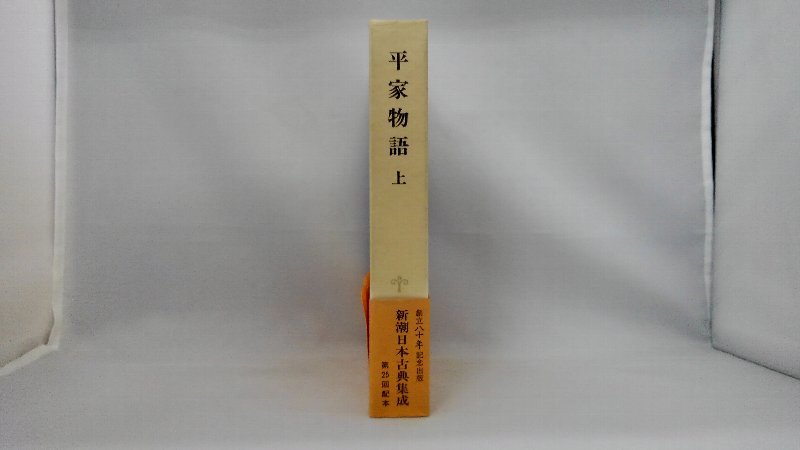 平家物語 上
創立八十年記念出版
新潮日本古典集成
第25回配本